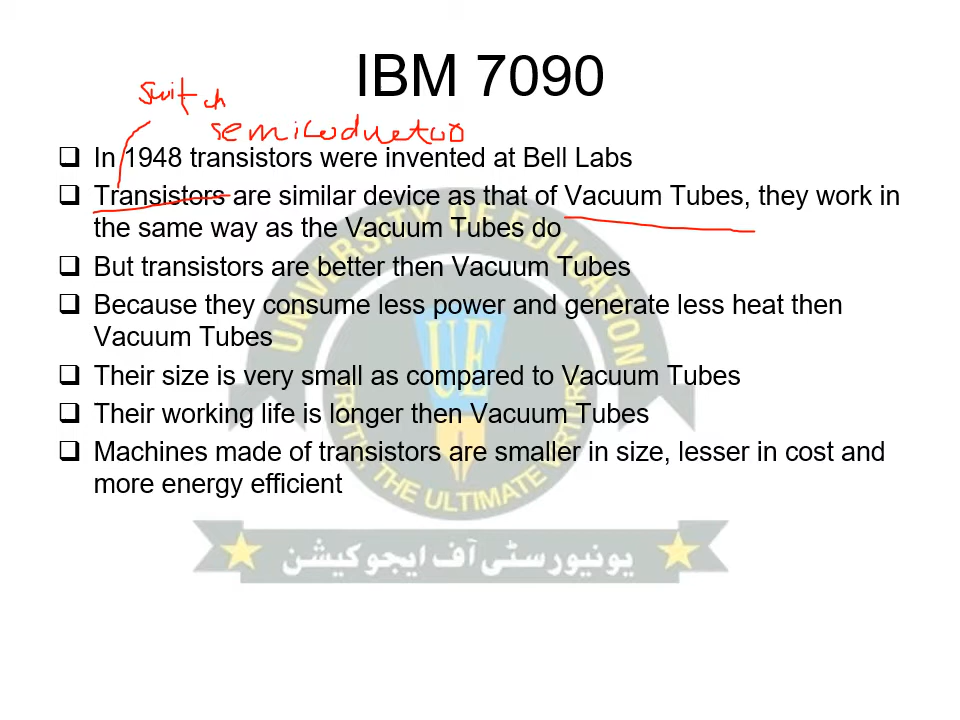 IBM 7090
switch
semicoductor
❑ In 1948 transistors were invented at Bell Labs
❑ Transistors are similar device as that of Vacuum Tubes, they work in
the same way as the Vacuum Tubes do
❑ But transistors are better then Vacuum Tubes
❑ Because they consume less power and generate less heat then
Vacuum Tubes
❑ Their size is very small as compared to Vacuum Tubes
❑ Their working life is longer then Vacuum Tubes
❑ Machines made of transistors are smaller in size, lesser in cost and
more energy efficient
UNIVERSITY OF EDUCATION
UE
TRUTH, THE ULTIMATE VIRTUE
یونیورسٹی آف ایجوکیشن